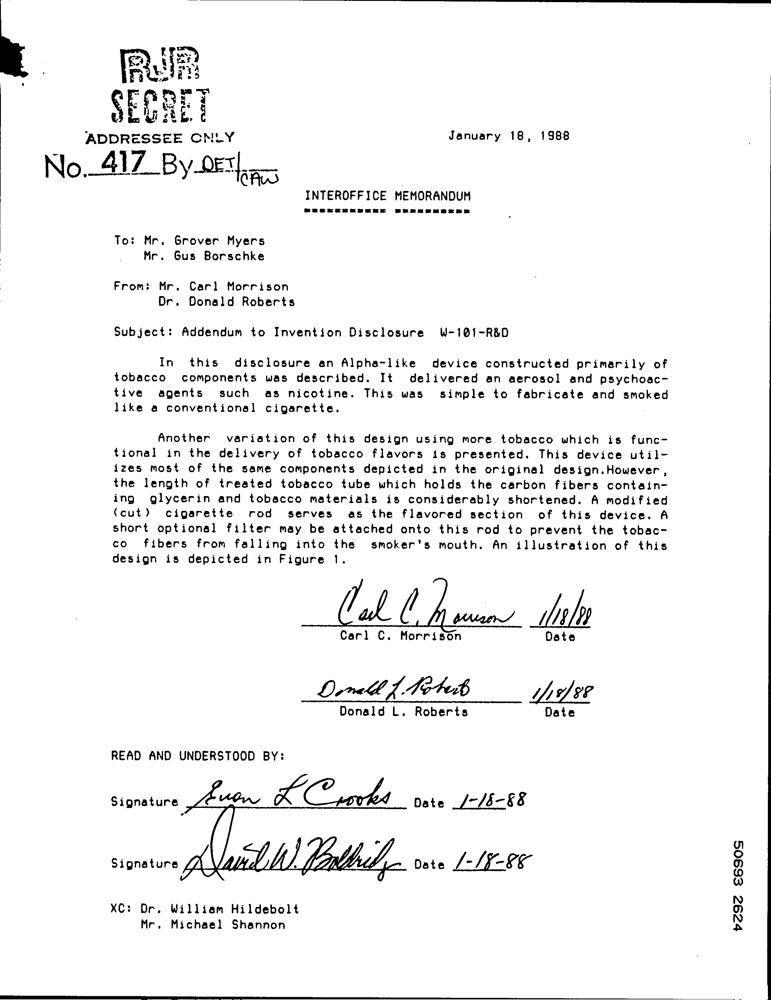 RJR
SECRET
ADDRESSEE ONLY
January 18, 1988
No. 417 By DET/CAW
INTEROFFICE MEMORANDUM
To: Mr. Grover Myers
Mr. Gus Borschke
From: Mr. Carl Morrison
Dr. Donald Roberts
Subject: Addendum to Invention Disclosure W-101-R&D
In this disclosure an Alpha-like device constructed primarily of
tobacco components was described. It delivered an aerosol and psychoac-
tive agents such as nicotine. This was simple to fabricate and smoked
like a conventional cigarette.
Another variation of this design using more tobacco which is func-
tional in the delivery of tobacco flavors is presented. This device util-
izes most of the same components depicted in the original design.However,
the length of treated tobacco tube which holds the carbon fibers contain-
ing glycerin and tobacco materials is considerably shortened. A modified
(cut) cigarette rod serves as the flavored section of this device. A
short optional filter may be attached onto this rod to prevent the tobac-
co fibers from falling into the smoker's mouth. An illustration of this
design is depicted in Figure 1.
Carl C. Morrison 1/18/88
Carl C. Morrison Date
Donald L. Roberts 1/18/88
Donald L. Roberts Date
READ AND UNDERSTOOD BY:
Signature L Crooks Date 1-18-88
Signature David W. Date 1-18-88
XC: Dr. William Hildebolt
Mr. Michael Shannon
50693 2624